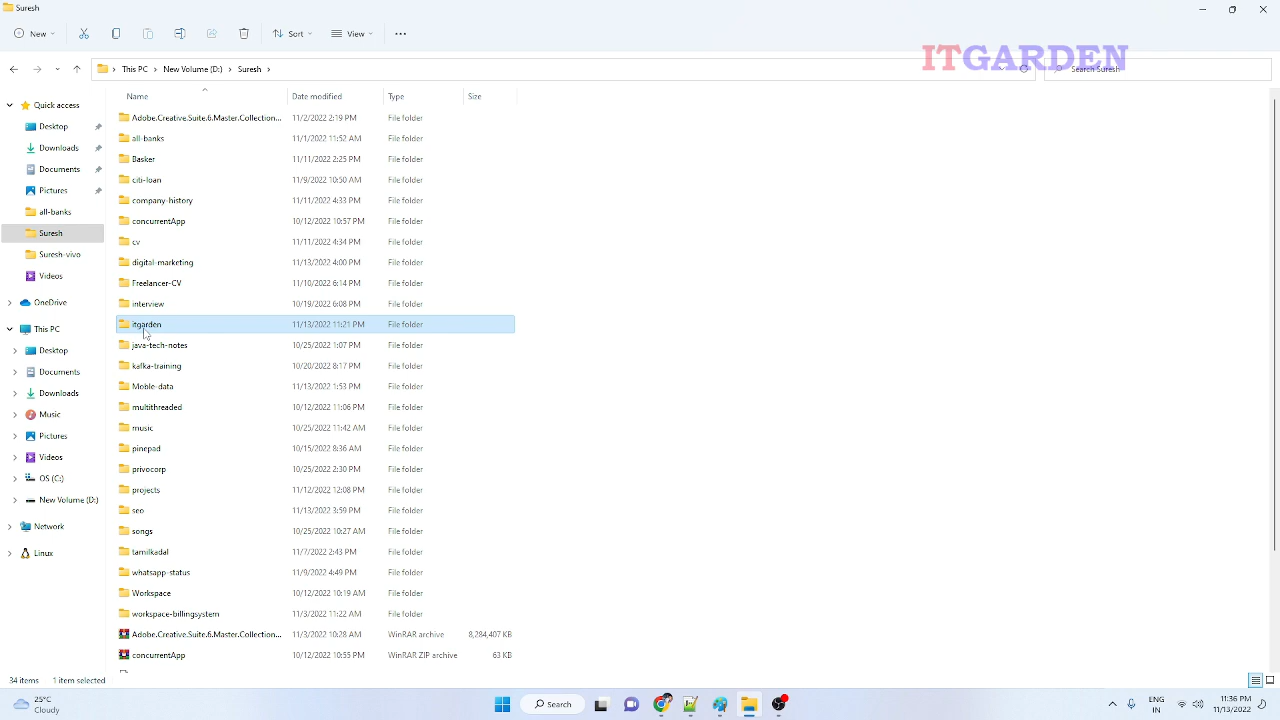 Suresh
New
Sort
View
ITGARDEN
This PC
New Volume (D:)
Suresh
Search Suresh
Quick access
Desktop
Downloads
Documents
Pictures
all-banks
Suresh
Suresh-vivo
Videos
OneDrive
This PC
Desktop
Documents
Downloads
Music
Pictures
Videos
OS (C:)
New Volume (D:)
Network
Linux
Name Date modified Type Size
Adobe.Creative.Suite.6.Master.Collection... 11/2/2022 2:19 PM File folder
all-banks 11/1/2022 11:52 AM File folder
Basker 11/11/2022 2:25 PM File folder
citi-loan 11/9/2022 10:50 AM File folder
company-history 11/11/2022 4:33 PM File folder
concurrentApp 10/12/2022 10:57 PM File folder
cv 11/11/2022 4:34 PM File folder
digital-marketing 11/13/2022 4:00 PM File folder
Freelancer-CV 11/10/2022 6:14 PM File folder
interview 10/19/2022 6:08 PM File folder
itgarden 11/13/2022 11:21 PM File folder
java-tech-notes 10/25/2022 1:07 PM File folder
kafka-training 10/20/2022 8:17 PM File folder
Moble-data 11/13/2022 1:53 PM File folder
multithreaded 10/12/2022 11:06 PM File folder
music 10/25/2022 11:42 AM File folder
pinepad 10/15/2022 8:36 AM File folder
privocorp 10/25/2022 2:30 PM File folder
projects 11/12/2022 12:08 PM File folder
seo 11/13/2022 3:59 PM File folder
songs 10/25/2022 10:27 AM File folder
tamilkadal 11/7/2022 2:43 PM File folder
whatsapp-status 11/9/2022 4:49 PM File folder
Workspace 10/12/2022 10:19 AM File folder
workspace-billingsystem 11/3/2022 11:22 AM File folder
Adobe.Creative.Suite.6.Master.Collection... 11/3/2022 10:28 AM WinRAR archive 8,284,407 KB
concurrentApp 10/12/2022 10:55 PM WinRAR ZIP archive 63 KB
34 items 1 item selected
23°C
Cloudy
Search
ENG
IN
11:36 PM
11/13/2022